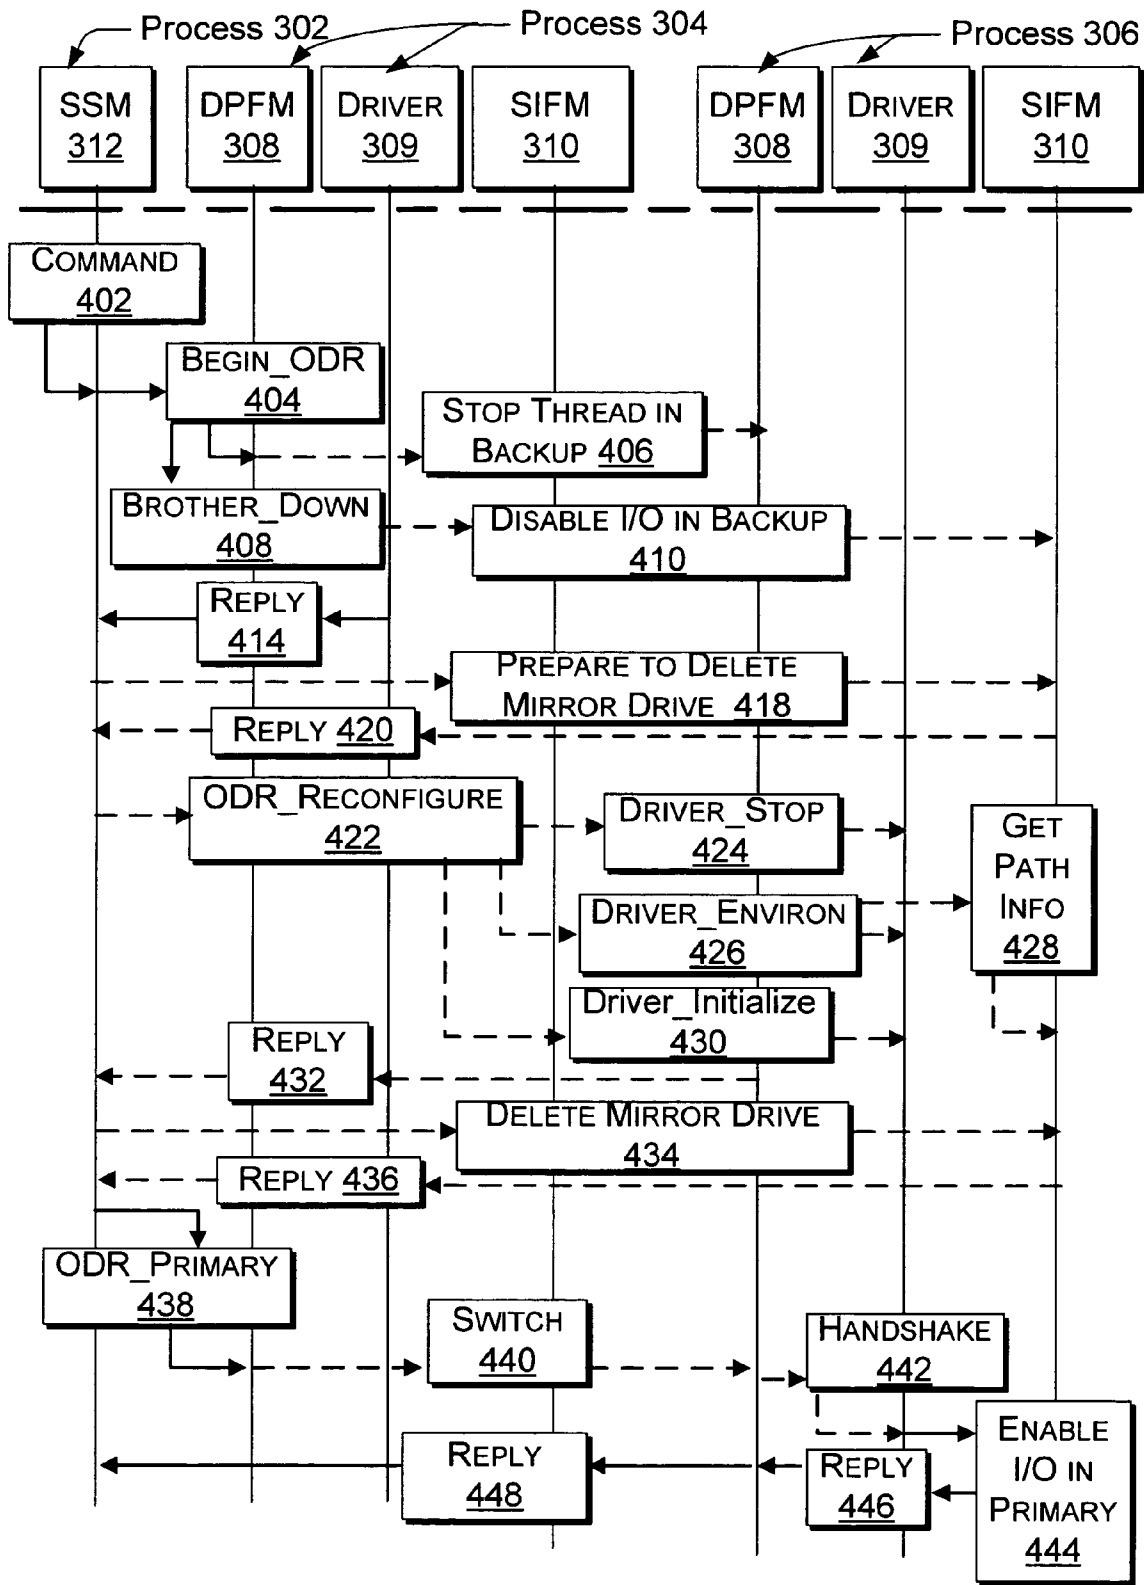 Process 302
Process 304
Process 306
SSM
312
DPFM
308
DRIVER
309
SIFM
310
DPFM
308
DRIVER
309
SIFM
310
COMMAND
402
BEGIN_ODR
404
STOP THREAD IN
BACKUP 406
BROTHER_DOWN
408
DISABLE I/O IN BACKUP
410
REPLY
414
PREPARE TO DELETE
MIRROR DRIVE 418
REPLY 420
ODR_RECONFIGURE
422
DRIVER_STOP
424
GET
PATH
INFO
428
DRIVER_ENVIRON
426
Driver_Initialize
430
REPLY
432
DELETE MIRROR DRIVE
434
REPLY 436
ODR_PRIMARY
438
SWITCH
440
HANDSHAKE
442
ENABLE
I/O IN
PRIMARY
444
REPLY
448
REPLY
446